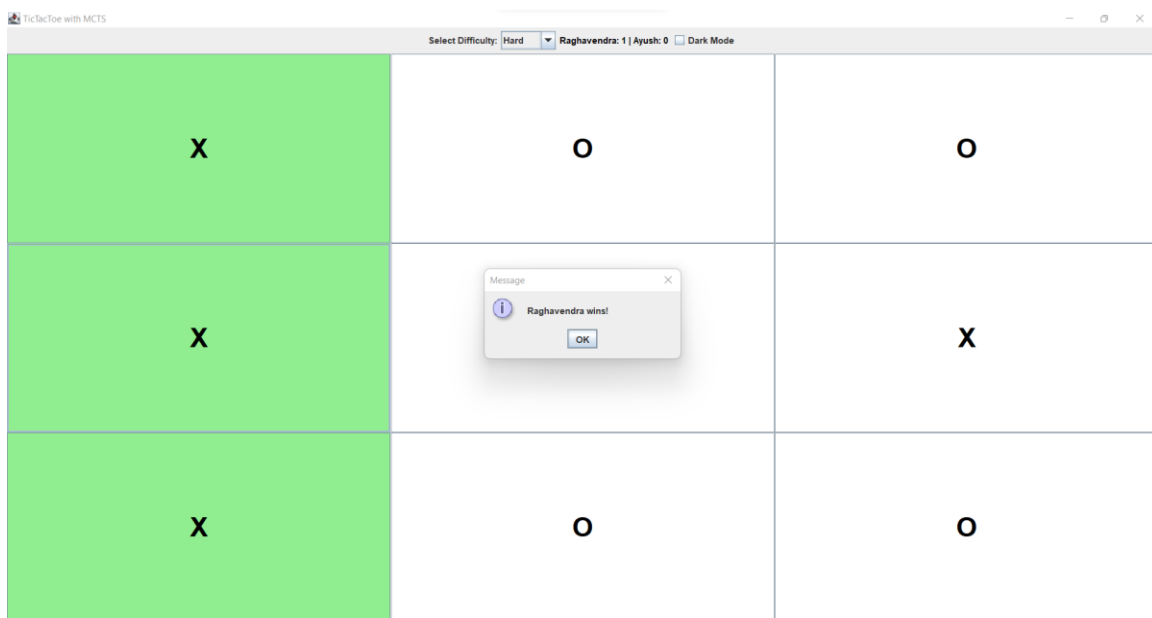 TicTacToe with MCTS
Select Difficulty: Hard Raghavendra: 1 | Ayush: 0 Dark Mode
X O O
Message
Raghavendra wins!
OK
X X
X O O